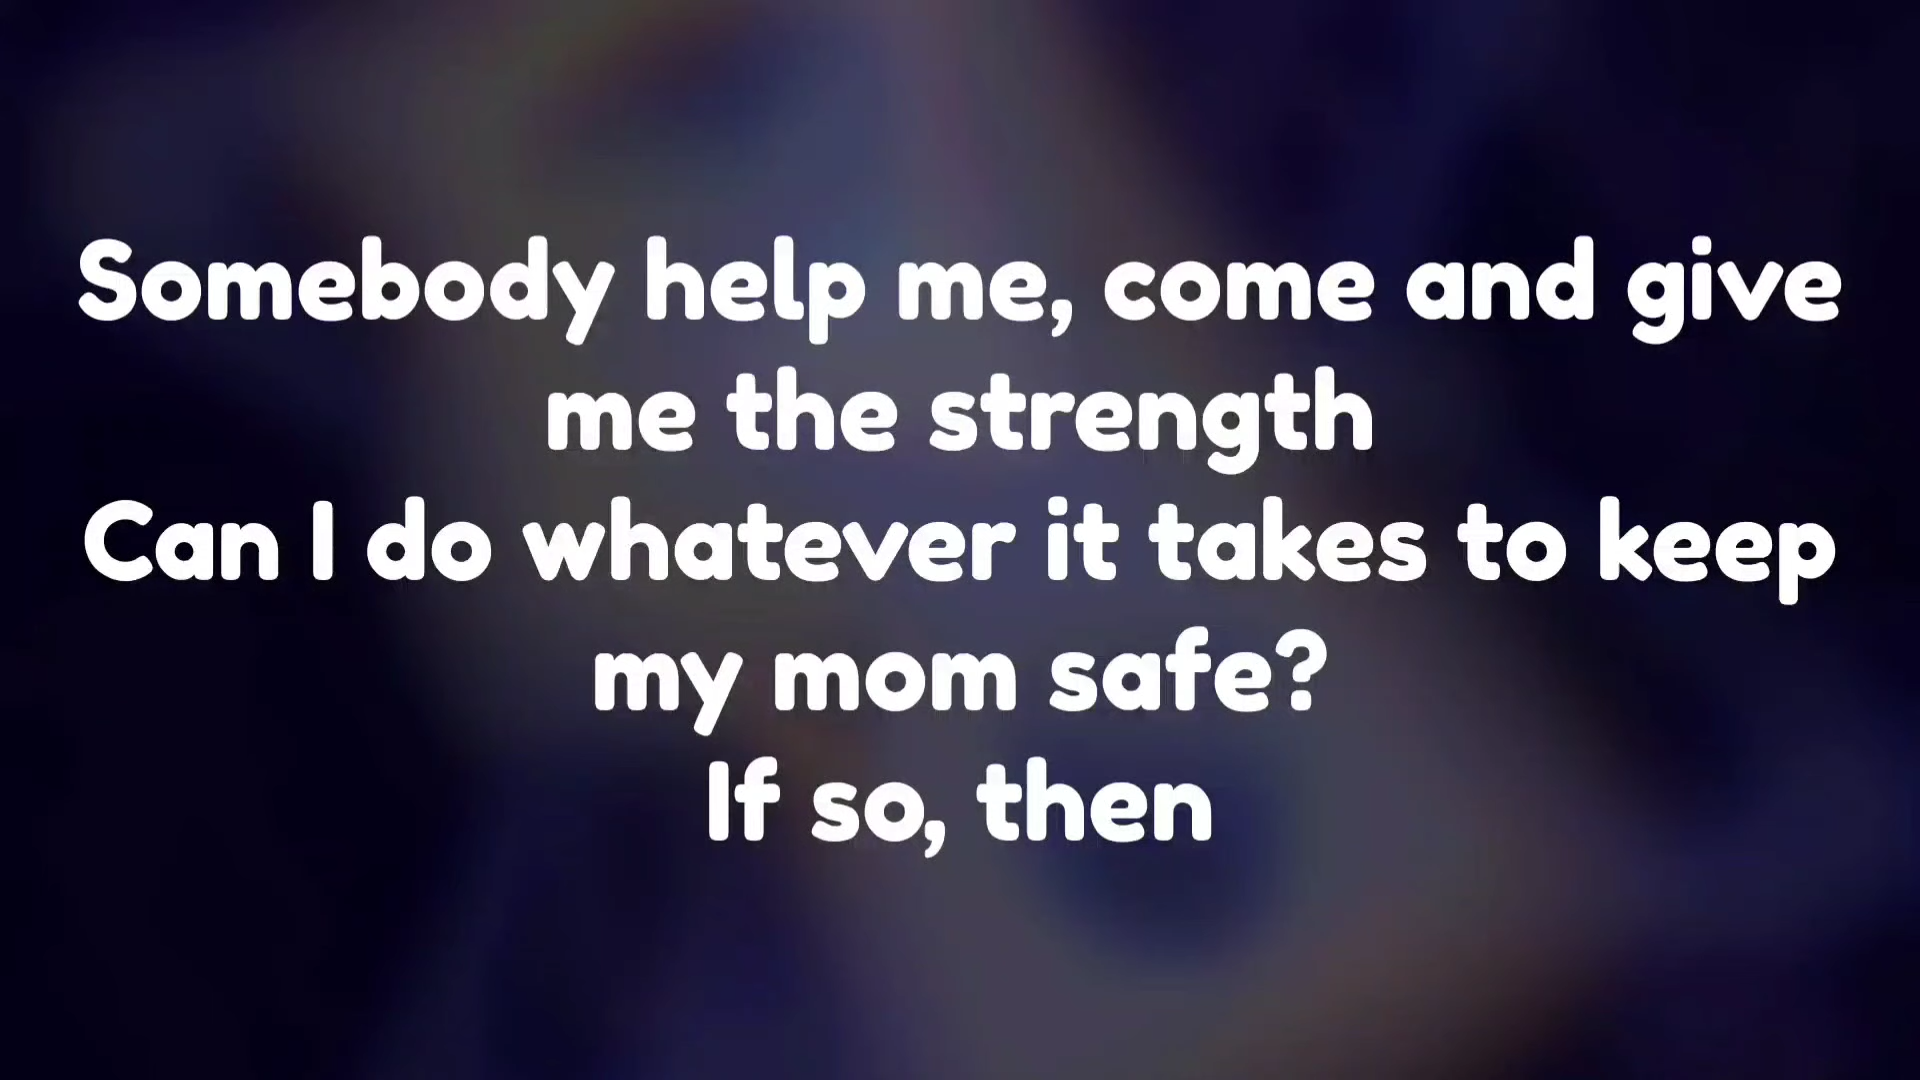 Somebody help me, come and give
me the strength
Can I do whatever it takes to keep
my mom safe?
If so, then